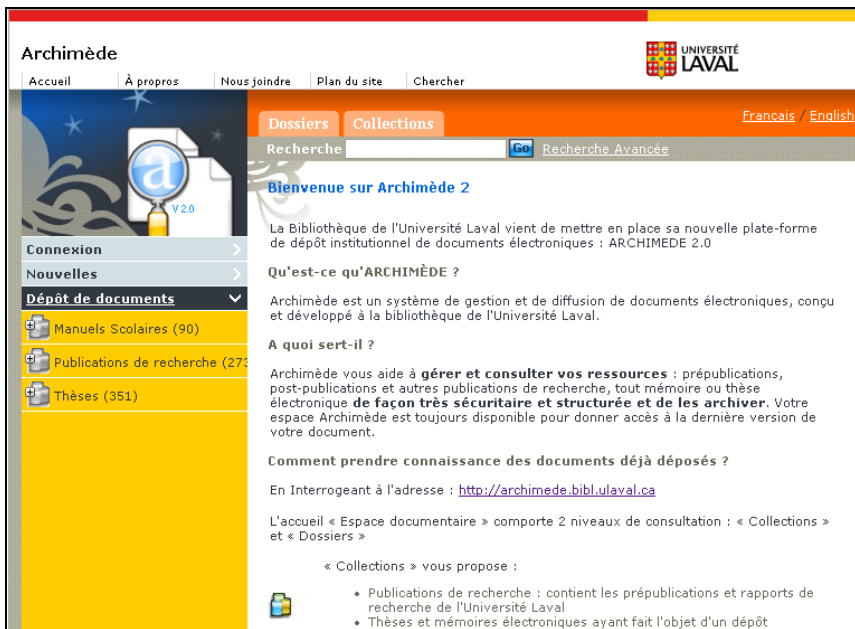 Archimède
UNIVERSITÉ
LAVAL
Accueil
À propros
Nous joindre
Plan du site
Chercher
Français / English
Dossiers
Collections
Recherche
Go
Recherche Avancée
a
V 2.0
Connexion
Nouvelles
Dépôt de documents
Manuels Scolaires (90)
Publications de recherche (273
Thèses (351)
Bienvenue sur Archimède 2
La Bibliothèque de l'Université Laval vient de mettre en place sa nouvelle plate-forme
de dépôt institutionnel de documents électroniques : ARCHIMEDE 2.0
Qu'est-ce qu'ARCHIMÈDE ?
Archimède est un système de gestion et de diffusion de documents électroniques, conçu
et développé à la bibliothèque de l'Université Laval.
A quoi sert-il ?
Archimède vous aide à gérer et consulter vos ressources : prépublications,
post-publications et autres publications de recherche, tout mémoire ou thèse
électronique de façon très sécuritaire et structurée et de les archiver. Votre
espace Archimède est toujours disponible pour donner accès à la dernière version de
votre document.
Comment prendre connaissance des documents déjà déposés ?
En Interrogeant à l'adresse : http://archimede.bibl.ulaval.ca
L'accueil « Espace documentaire » comporte 2 niveaux de consultation : « Collections »
et « Dossiers »
« Collections » vous propose :
• Publications de recherche : contient les prépublications et rapports de
recherche de l'Université Laval
• Thèses et mémoires électroniques ayant fait l'objet d'un dépôt